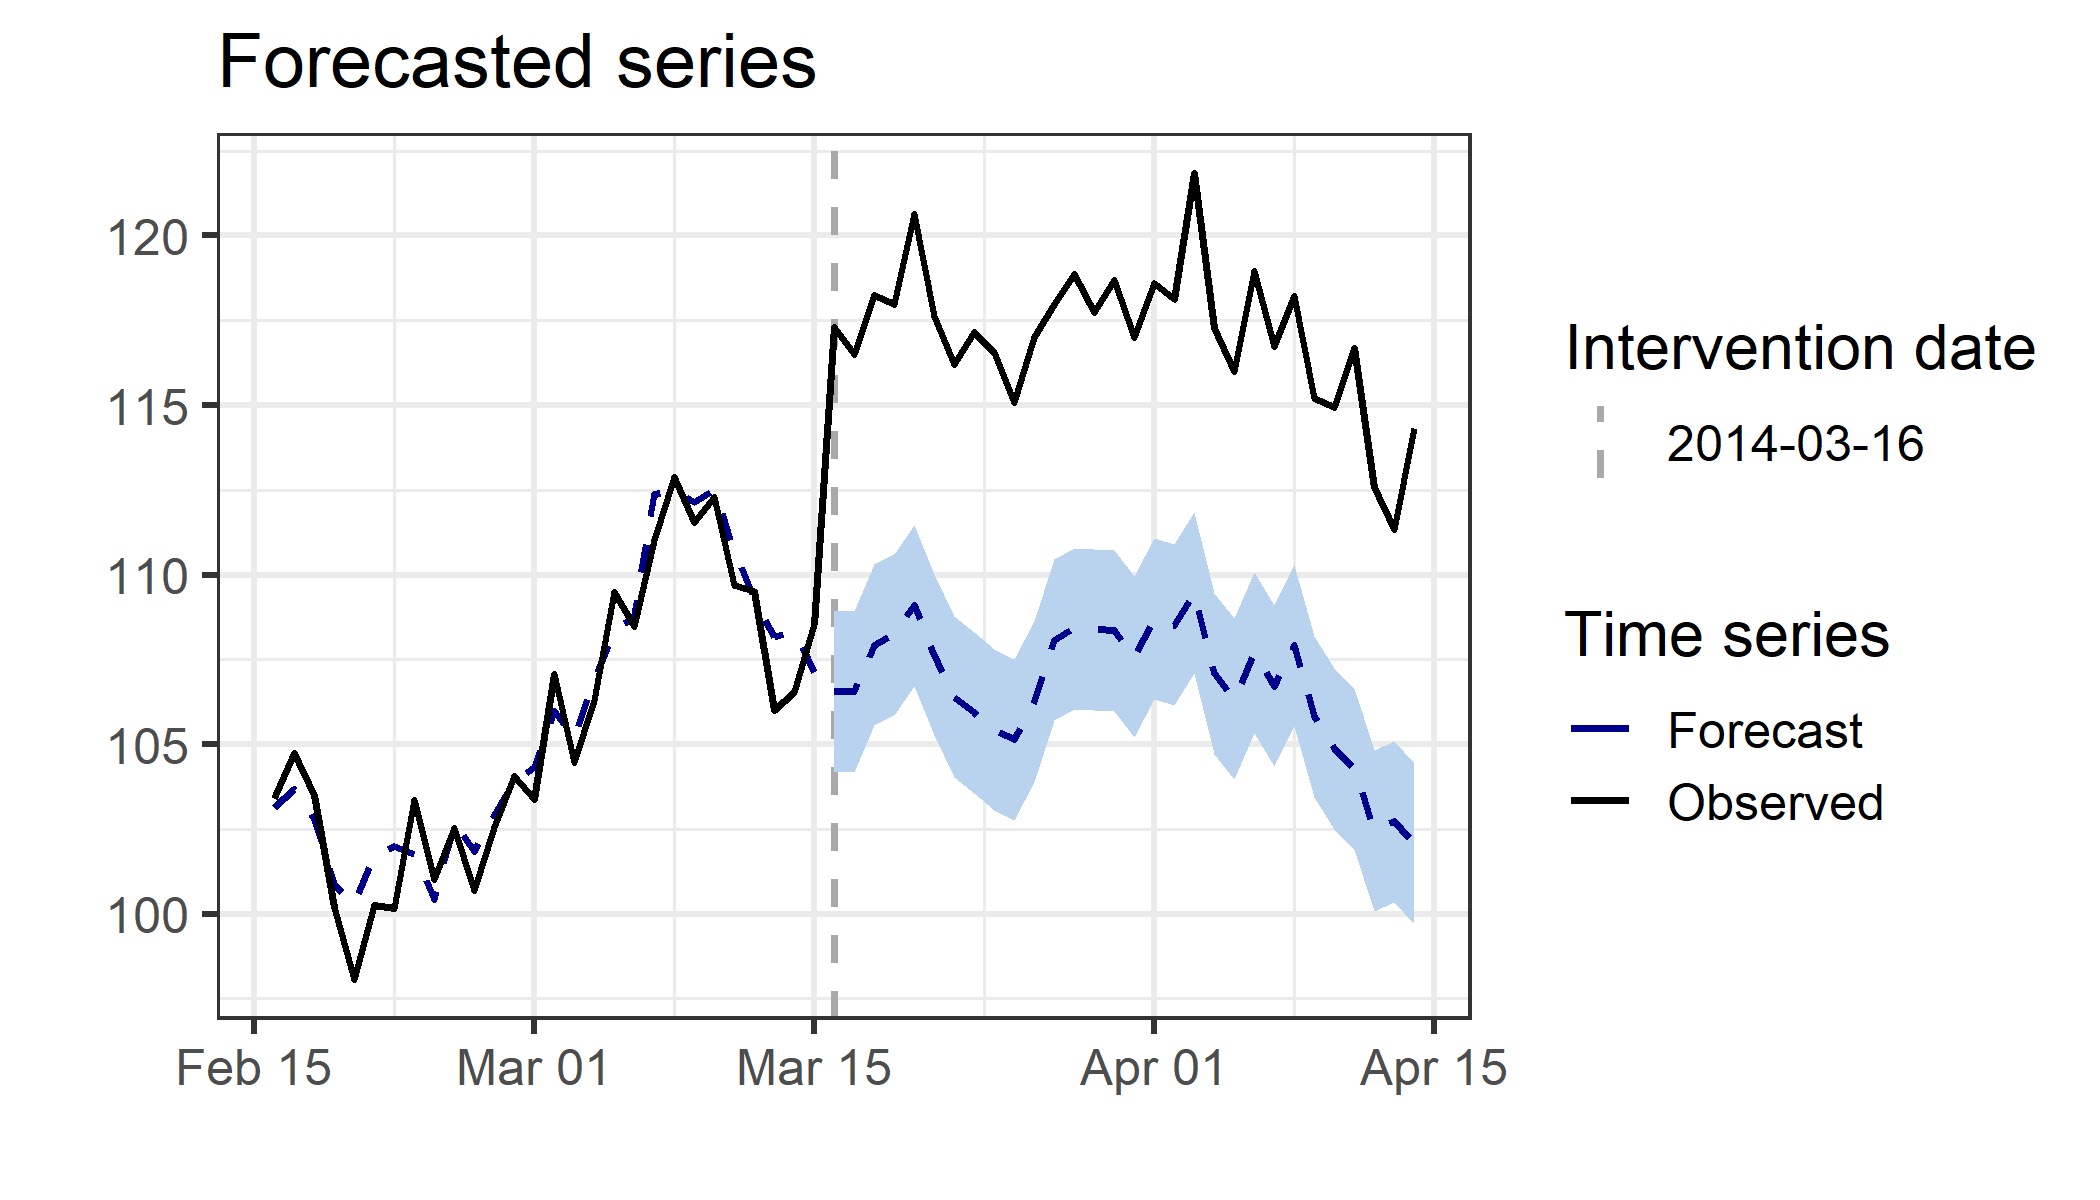 Forecasted series
120
115
110
105
100
Feb 15
Mar 01
Mar 15
Apr 01
Apr 15
Intervention date
2014-03-16
Time series
Forecast
Observed